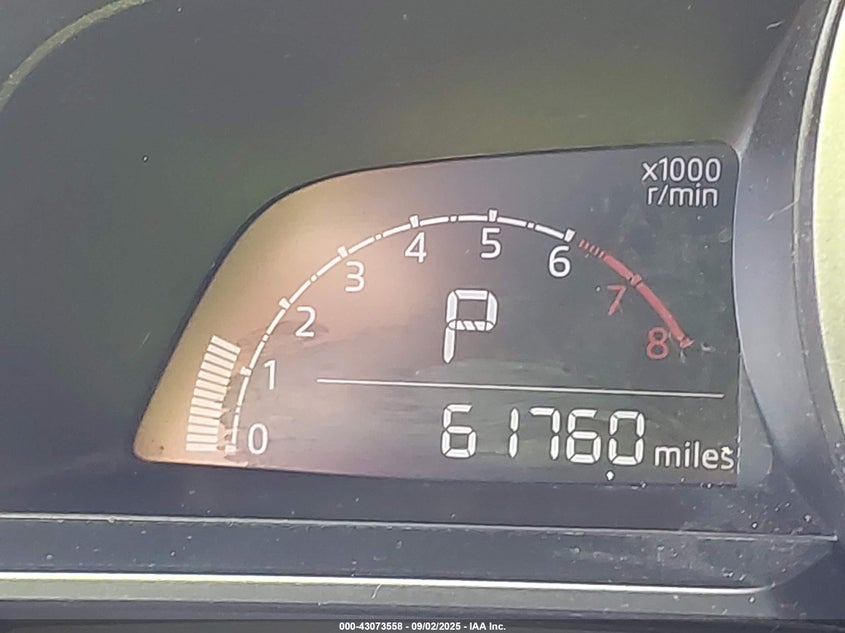 x1000
r/min
0 1 2 3 4 5 6 7 8
P
61760 miles
000-43073558 - 09/02/2025 - IAA Inc.